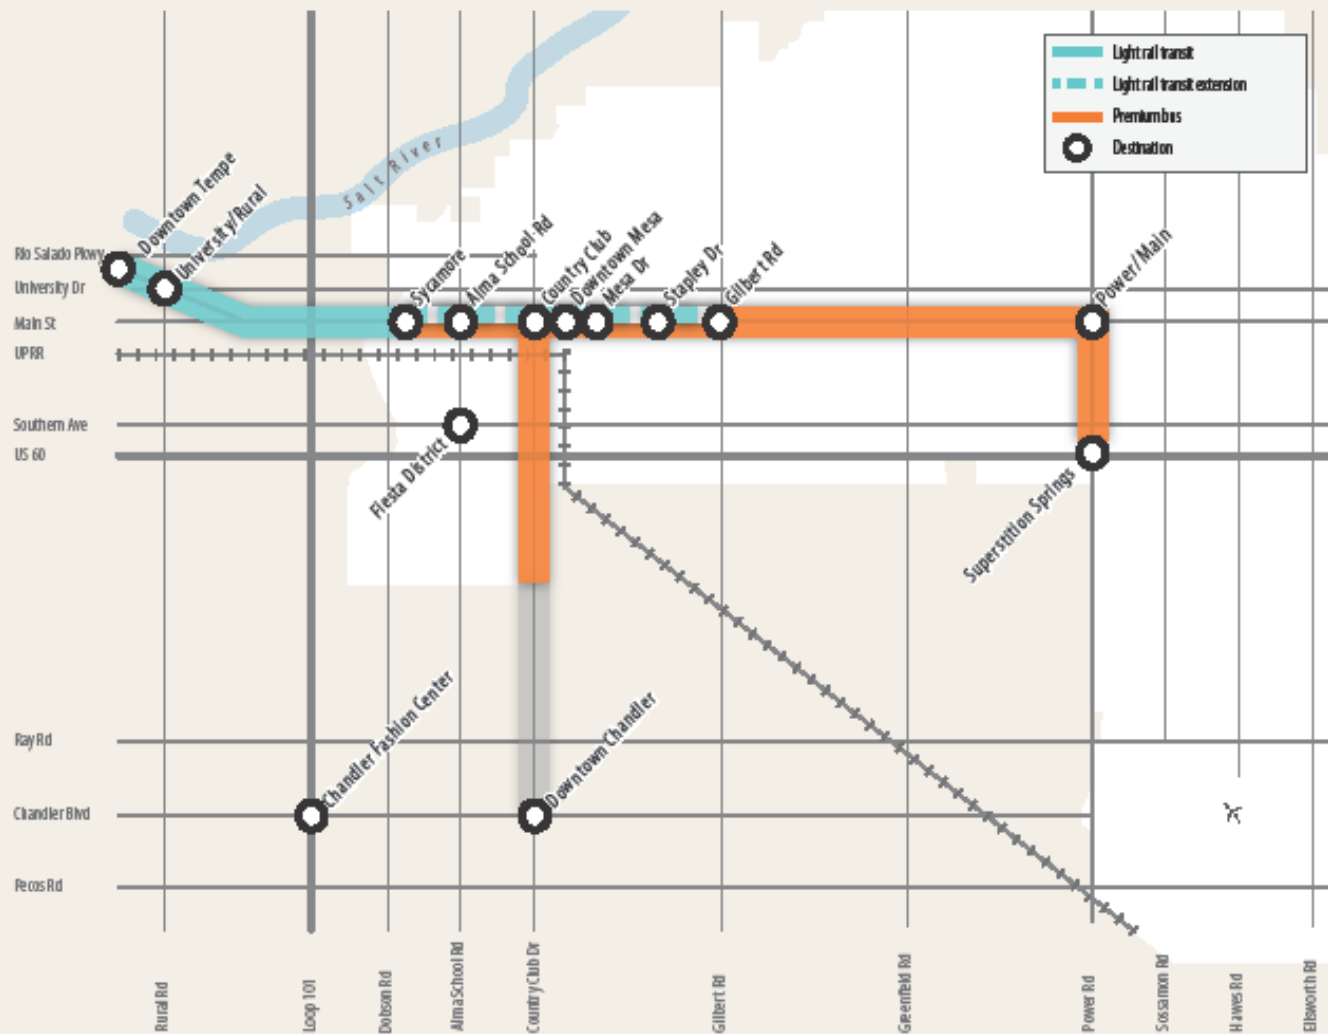 Light rail transit
Light rail transit extension
Premium bus
Destination
Salt River
Downtown Tempe
University/Rural
Sycamore
Alma School Rd
Country Club
Downtown Mesa
Mesa Dr
Stapley Dr
Gilbert Rd
Power/Main
Rio Salado Pkwy
University Dr
Main St
UPRR
Southern Ave
US 60
Fiesta District
Superstition Springs
Chandler Fashion Center
Downtown Chandler
Ray Rd
Chandler Blvd
Pecos Rd
Rural Rd
Loop 101
Dobson Rd
Alma School Rd
Country Club Dr
Gilbert Rd
Greenfield Rd
Power Rd
Sossamon Rd
Hawes Rd
Ellsworth Rd